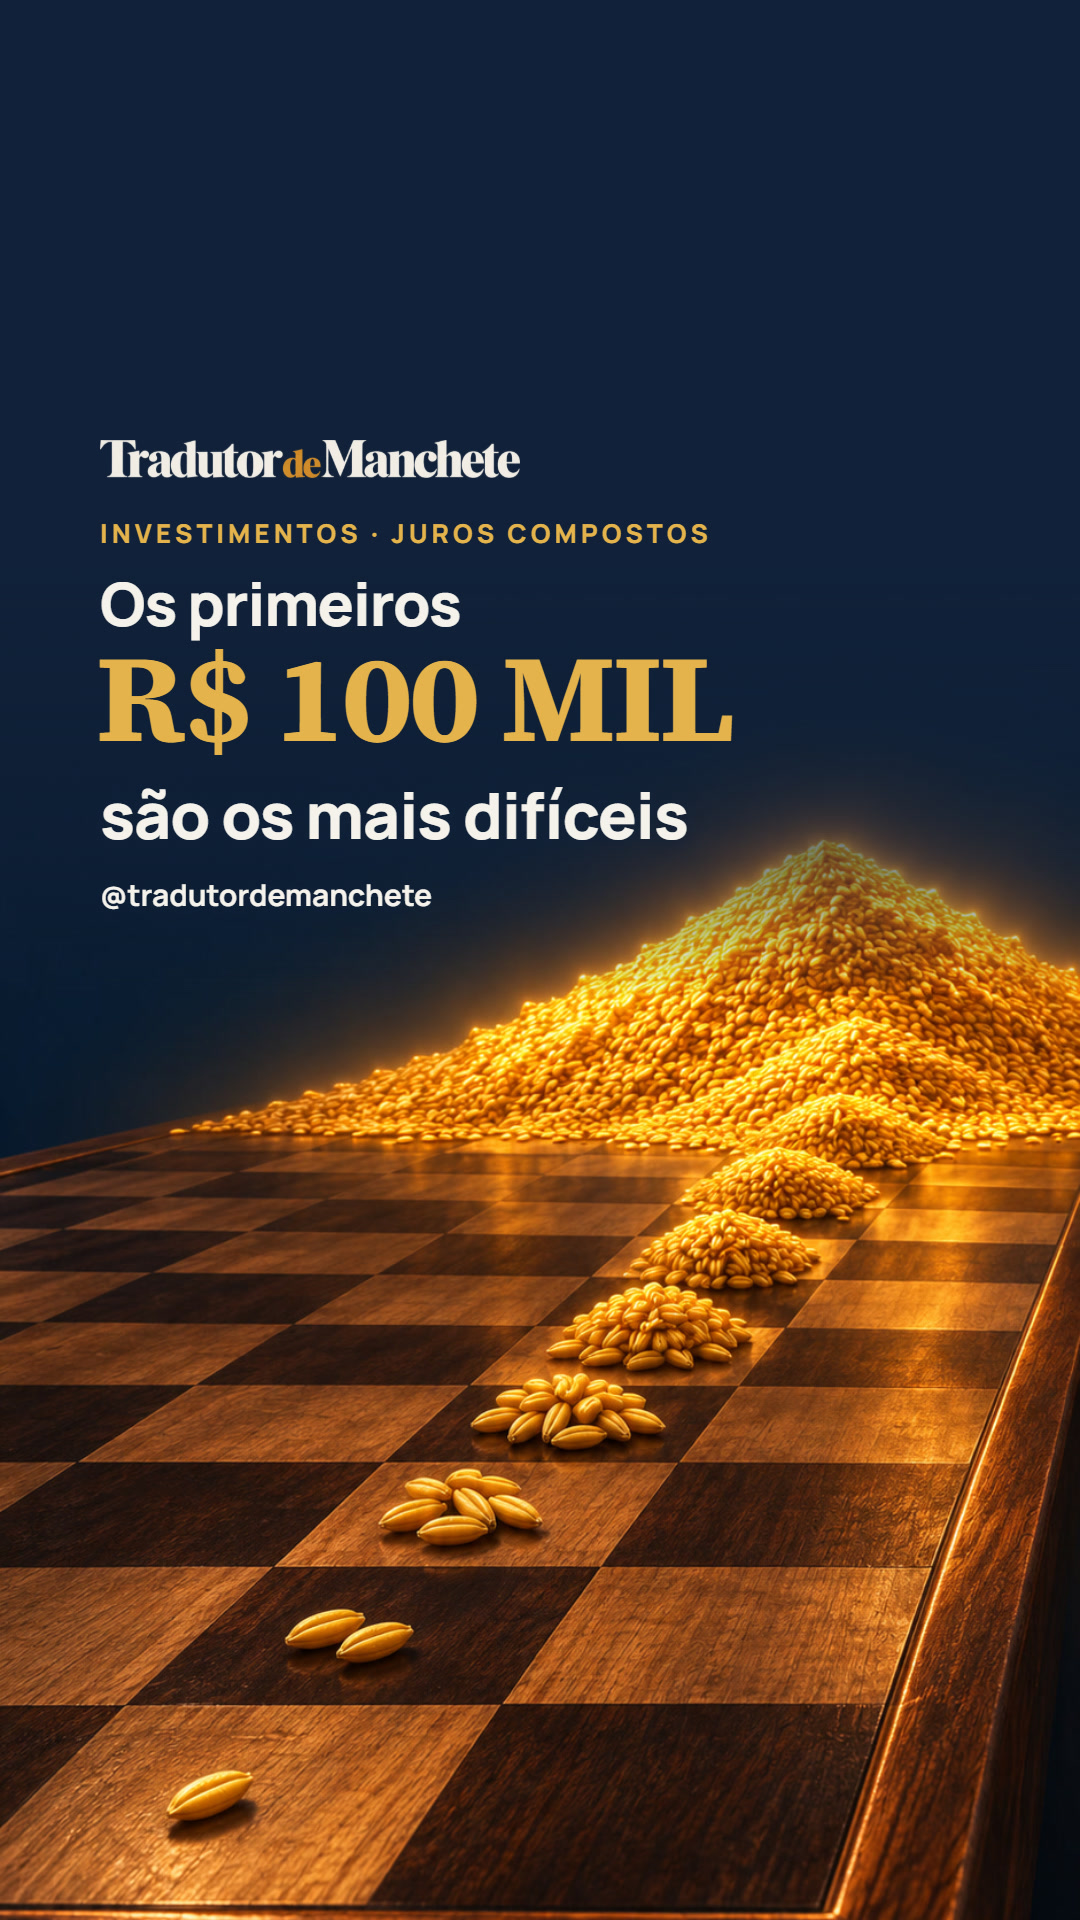 TradutordeManchete
INVESTIMENTOS · JUROS COMPOSTOS
Os primeiros
R$ 100 MIL
são os mais difíceis
@tradutordemanchete